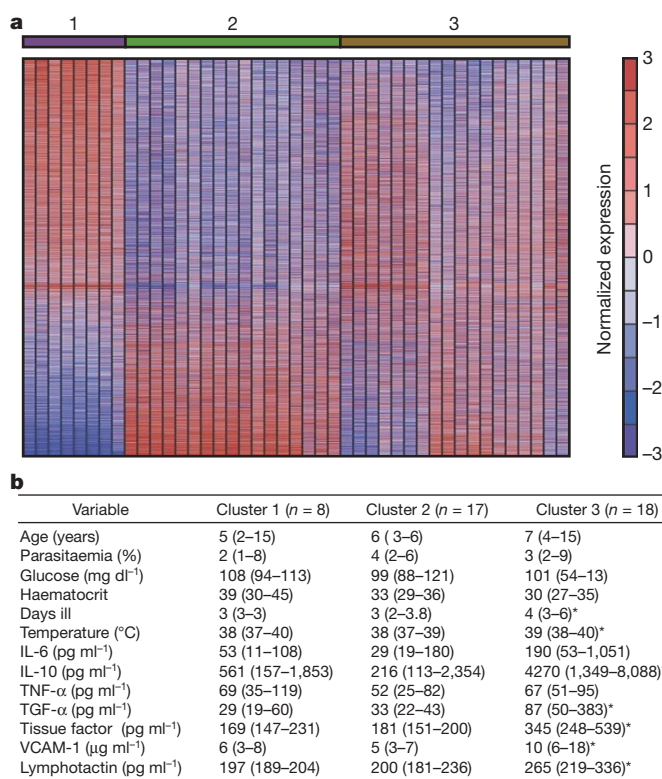 a
1 2 3
3
2
1
0
−1
−2
−3
Normalized expression
b
Variable Cluster 1 (n = 8) Cluster 2 (n = 17) Cluster 3 (n = 18)
Age (years) 5 (2–15) 6 ( 3–6) 7 (4–15)
Parasitaemia (%) 2 (1–8) 4 (2–6) 3 (2–9)
Glucose (mg dl⁻¹) 108 (94–113) 99 (88–121) 101 (54–13)
Haematocrit 39 (30–45) 33 (29–36) 30 (27–35)
Days ill 3 (3–3) 3 (2–3.8) 4 (3–6)*
Temperature (°C) 38 (37–40) 38 (37–39) 39 (38–40)*
IL-6 (pg ml⁻¹) 53 (11–108) 29 (19–180) 190 (53–1,051)
IL-10 (pg ml⁻¹) 561 (157–1,853) 216 (113–2,354) 4270 (1,349–8,088)
TNF-α (pg ml⁻¹) 69 (35–119) 52 (25–82) 67 (51–95)
TGF-α (pg ml⁻¹) 29 (19–60) 33 (22–43) 87 (50–383)*
Tissue factor (pg ml⁻¹) 169 (147–231) 181 (151–200) 345 (248–539)*
VCAM-1 (µg ml⁻¹) 6 (3–8) 5 (3–7) 10 (6–18)*
Lymphotactin (pg ml⁻¹) 197 (189–204) 200 (181–236) 265 (219–336)*